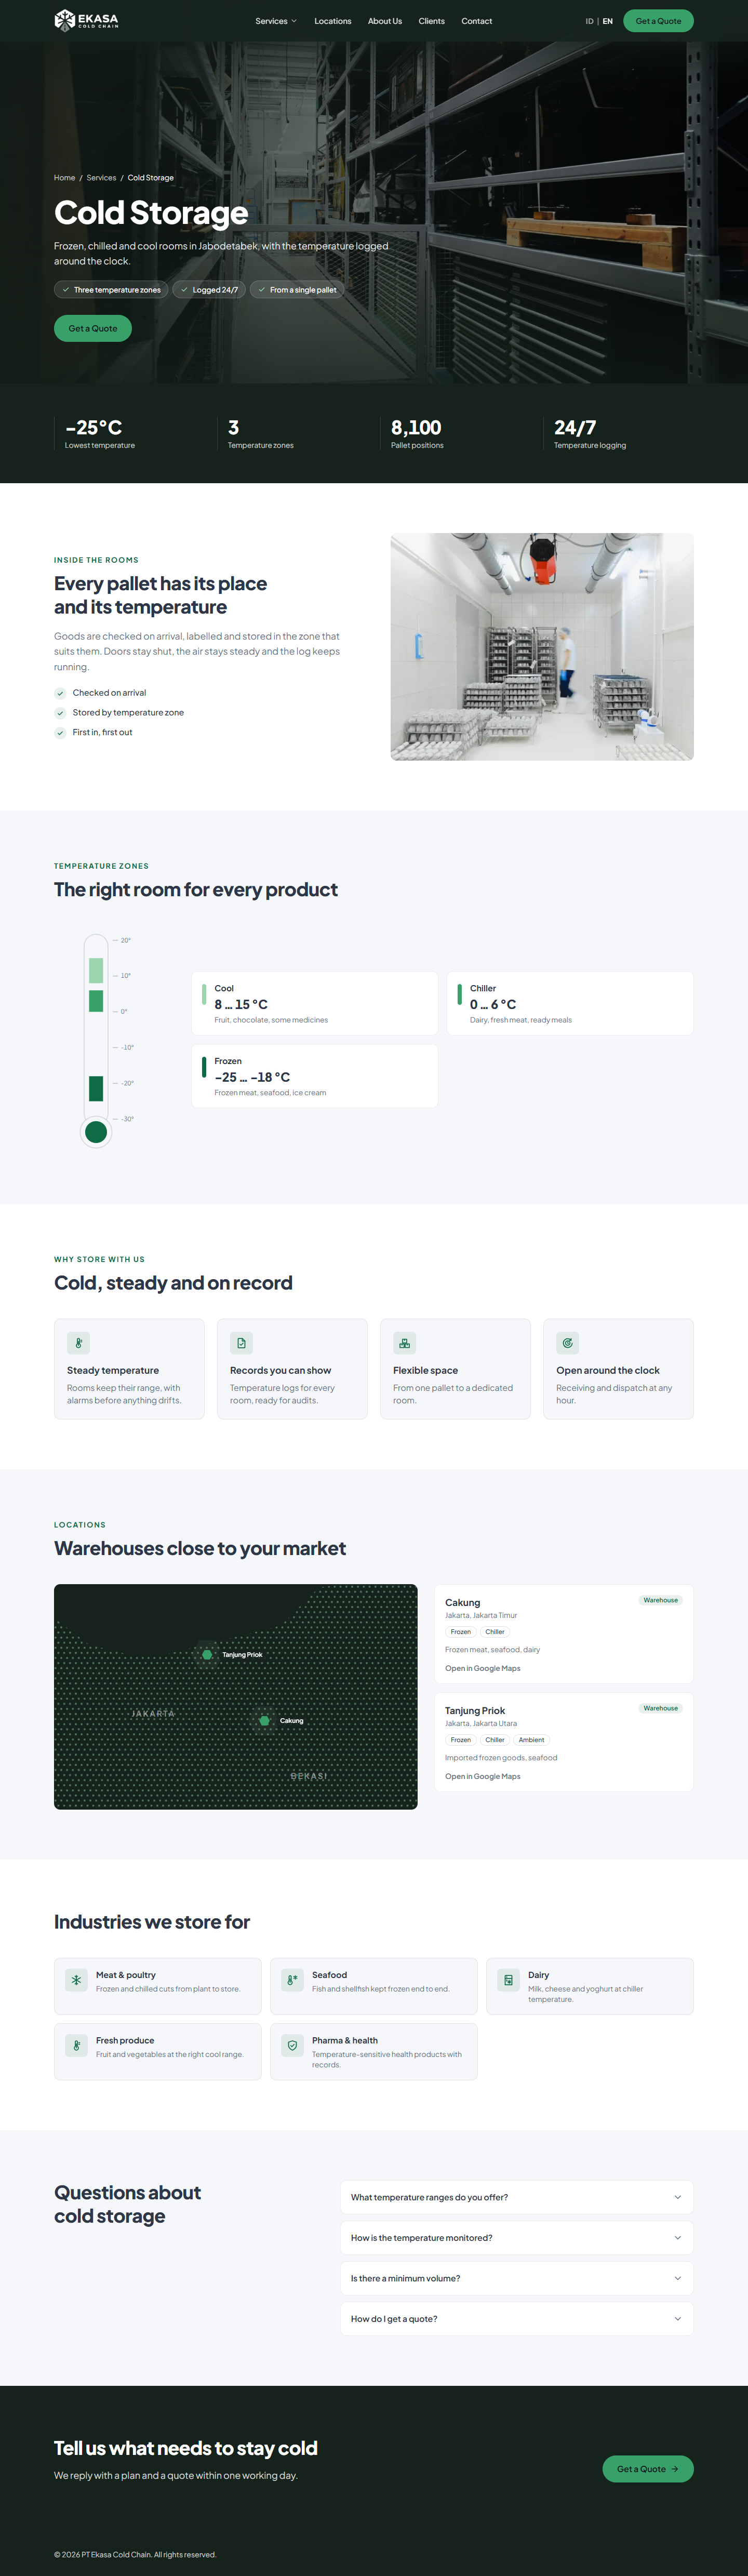 EKASA
COLD CHAIN
Services
Locations
About Us
Clients
Contact
ID | EN
Get a Quote
Home / Services / Cold Storage
Cold Storage
Frozen, chilled and cool rooms in Jabodetabek, with the temperature logged
around the clock.
Three temperature zones
Logged 24/7
From a single pallet
Get a Quote
-25°C
Lowest temperature
3
Temperature zones
8,100
Pallet positions
24/7
Temperature logging
INSIDE THE ROOMS
Every pallet has its place
and its temperature
Goods are checked on arrival, labelled and stored in the zone that
suits them. Doors stay shut, the air stays steady and the log keeps
running.
Checked on arrival
Stored by temperature zone
First in, first out
TEMPERATURE ZONES
The right room for every product
20°
10°
0°
-10°
-20°
-30°
Cool
8 … 15 °C
Fruit, chocolate, some medicines
Chiller
0 … 6 °C
Dairy, fresh meat, ready meals
Frozen
-25 … -18 °C
Frozen meat, seafood, ice cream
WHY STORE WITH US
Cold, steady and on record
Steady temperature
Rooms keep their range, with
alarms before anything drifts.
Records you can show
Temperature logs for every
room, ready for audits.
Flexible space
From one pallet to a dedicated
room.
Open around the clock
Receiving and dispatch at any
hour.
LOCATIONS
Warehouses close to your market
Tanjung Priok
JAKARTA
Cakung
BEKASI
Cakung
Warehouse
Jakarta, Jakarta Timur
Frozen
Chiller
Frozen meat, seafood, dairy
Open in Google Maps
Tanjung Priok
Warehouse
Jakarta, Jakarta Utara
Frozen
Chiller
Ambient
Imported frozen goods, seafood
Open in Google Maps
Industries we store for
Meat & poultry
Frozen and chilled cuts from plant to store.
Seafood
Fish and shellfish kept frozen end to end.
Dairy
Milk, cheese and yoghurt at chiller
temperature.
Fresh produce
Fruit and vegetables at the right cool range.
Pharma & health
Temperature-sensitive health products with
records.
Questions about
cold storage
What temperature ranges do you offer?
How is the temperature monitored?
Is there a minimum volume?
How do I get a quote?
Tell us what needs to stay cold
We reply with a plan and a quote within one working day.
Get a Quote
© 2026 PT Ekasa Cold Chain. All rights reserved.